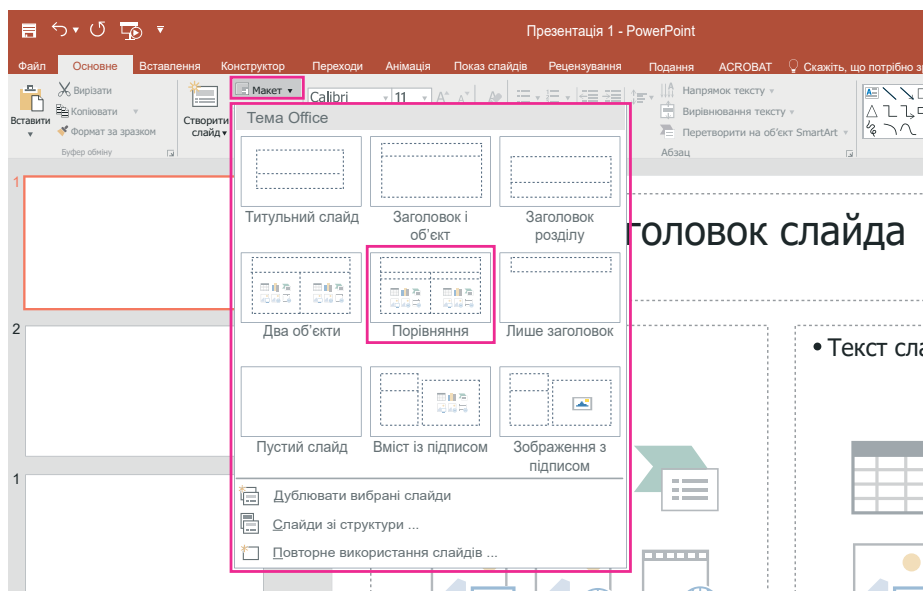 Презентація 1 - PowerPoint
Файл Основне Вставлення Конструктор Переходи Анімація Показ слайдів Рецензування Подання ACROBAT Скажіть, що потрібно
Вставити
Вирізати
Копіювати
Формат за зразком
Буфер обміну
Створити
слайд
Макет
Calibri 11
Напрямок тексту
Вирівнювання тексту
Перетворити на об'єкт SmartArt
Абзац
Тема Office
Титульний слайд
Заголовок і
об'єкт
Заголовок
розділу
Два об'єкти
Порівняння
Лише заголовок
Пустий слайд
Вміст із підписом
Зображення з
підписом
Дублювати вибрані слайди
Слайди зі структури ...
Повторне використання слайдів ...
1
2
1
головок слайда
• Текст сла